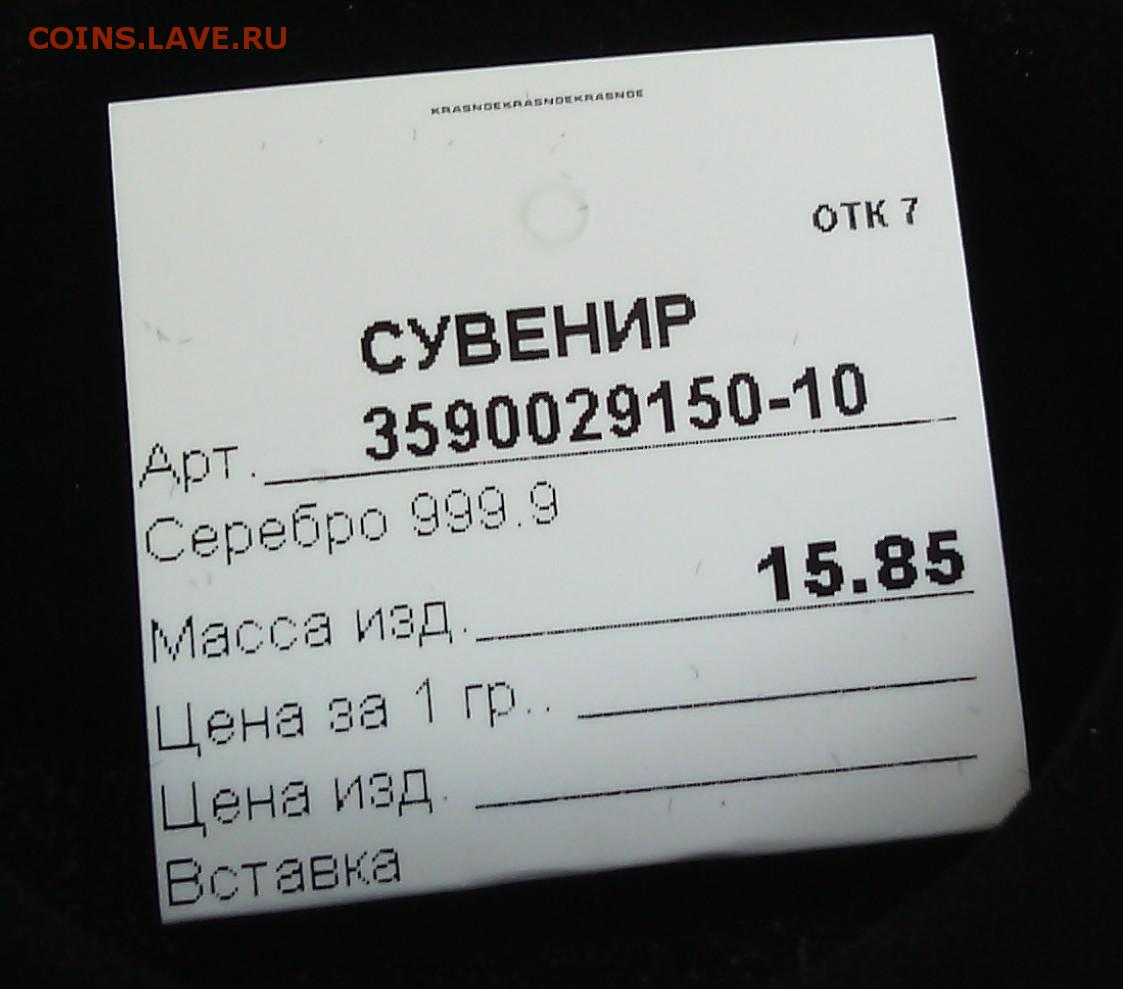 COINS.LAVE.RU
KRASNOEKRASNOEKRASNOE
ОТК 7
СУВЕНИР
Арт. 3590029150-10
Серебро 999.9
Масса изд. 15.85
Цена за 1 гр..
Цена изд.
Вставка